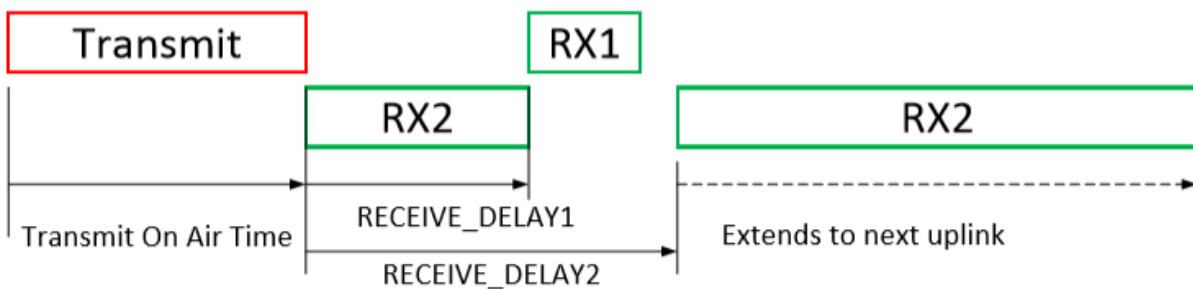 Transmit
RX1
RX2
RX2
RECEIVE_DELAY1
Transmit On Air Time
Extends to next uplink
RECEIVE_DELAY2